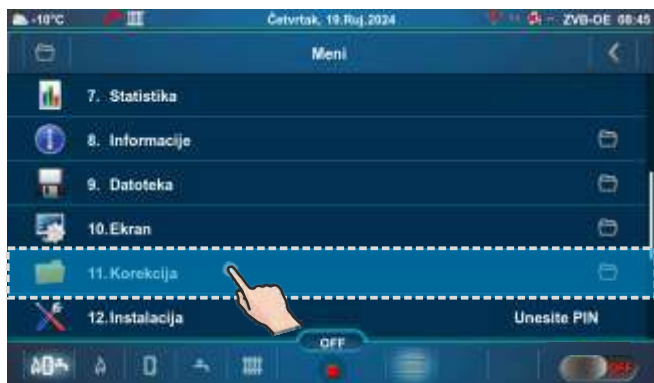 -10°C
Četvrtak, 19.Ruj.2024
ZVB-OE 08:45
Meni
7. Statistika
8. Informacije
9. Datoteka
10.Ekran
11.Korekcija
12.Instalacija
Unesite PIN
OFF
OFF